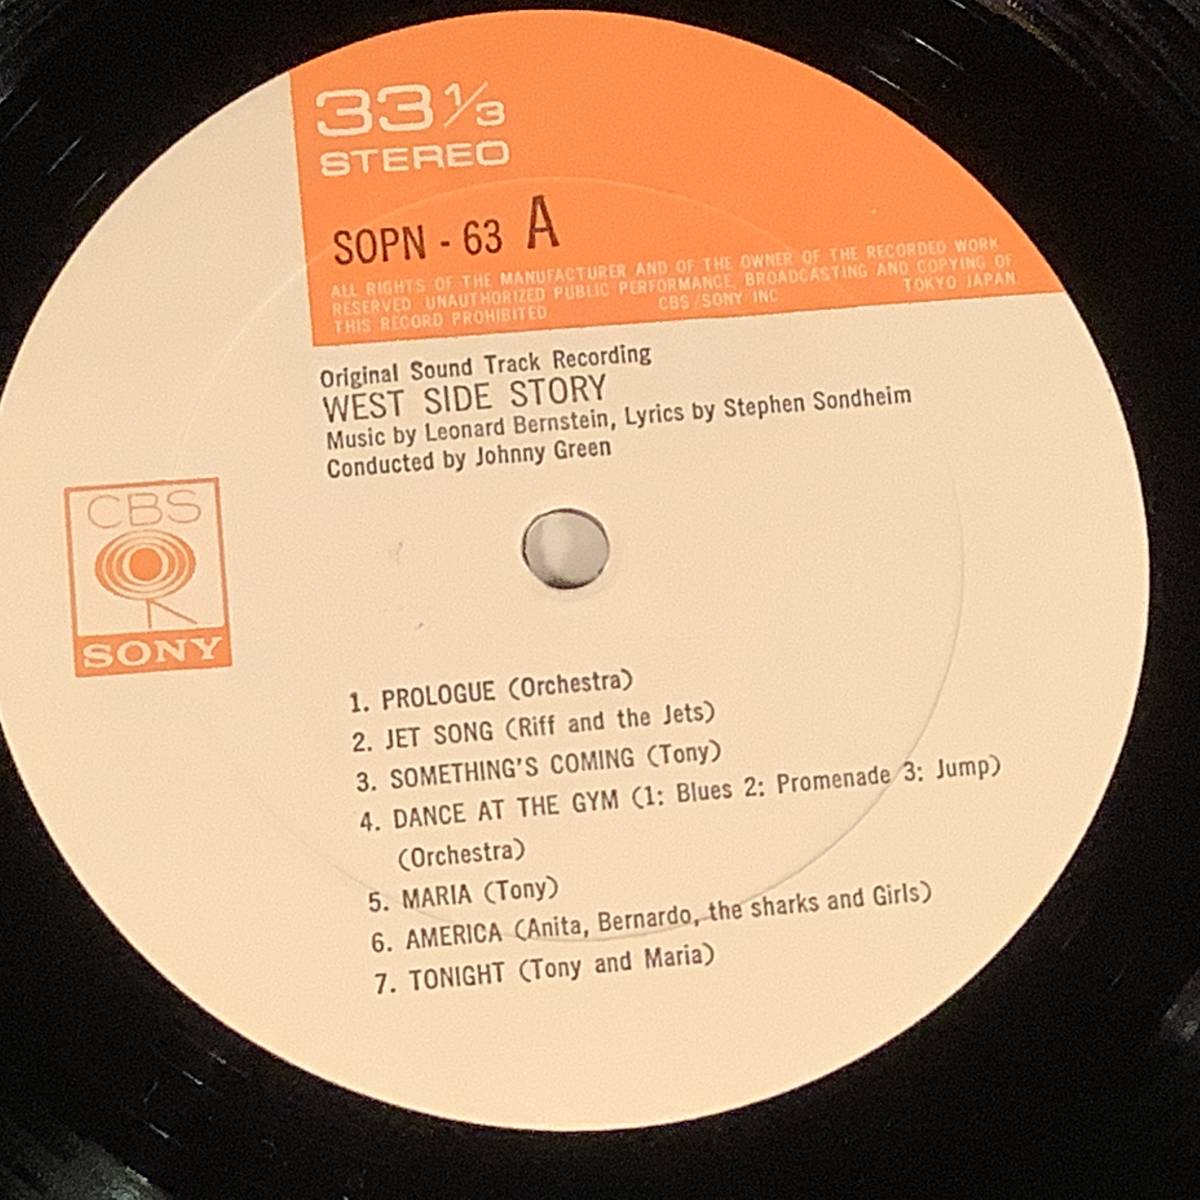 33 1/3
STEREO
SOPN - 63 A
ALL RIGHTS OF THE MANUFACTURER AND OF THE OWNER OF THE RECORDED WORK
RESERVED UNAUTHORIZED PUBLIC PERFORMANCE, BROADCASTING AND COPYING OF
THIS RECORD PROHIBITED CBS/SONY INC TOKYO JAPAN
Original Sound Track Recording
WEST SIDE STORY
Music by Leonard Bernstein, Lyrics by Stephen Sondheim
Conducted by Johnny Green
CBS
SONY
1. PROLOGUE (Orchestra)
2. JET SONG (Riff and the Jets)
3. SOMETHING'S COMING (Tony)
4. DANCE AT THE GYM (1: Blues 2: Promenade 3: Jump)
(Orchestra)
5. MARIA (Tony)
6. AMERICA (Anita, Bernardo, the sharks and Girls)
7. TONIGHT (Tony and Maria)